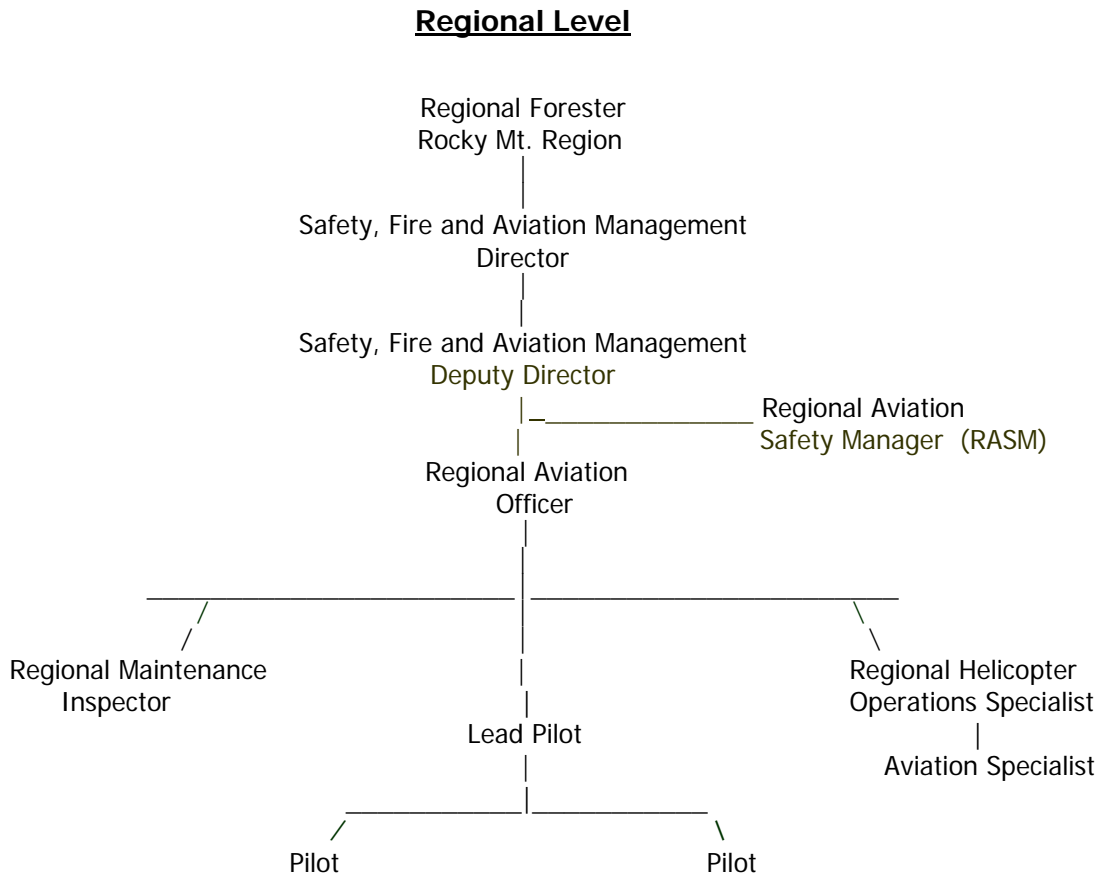 Regional Level
Regional Forester
Rocky Mt. Region
Safety, Fire and Aviation Management
Director
Safety, Fire and Aviation Management
Deputy Director
Regional Aviation
Safety Manager (RASM)
Regional Aviation
Officer
Regional Maintenance
Inspector
Regional Helicopter
Operations Specialist
Lead Pilot
Aviation Specialist
Pilot
Pilot